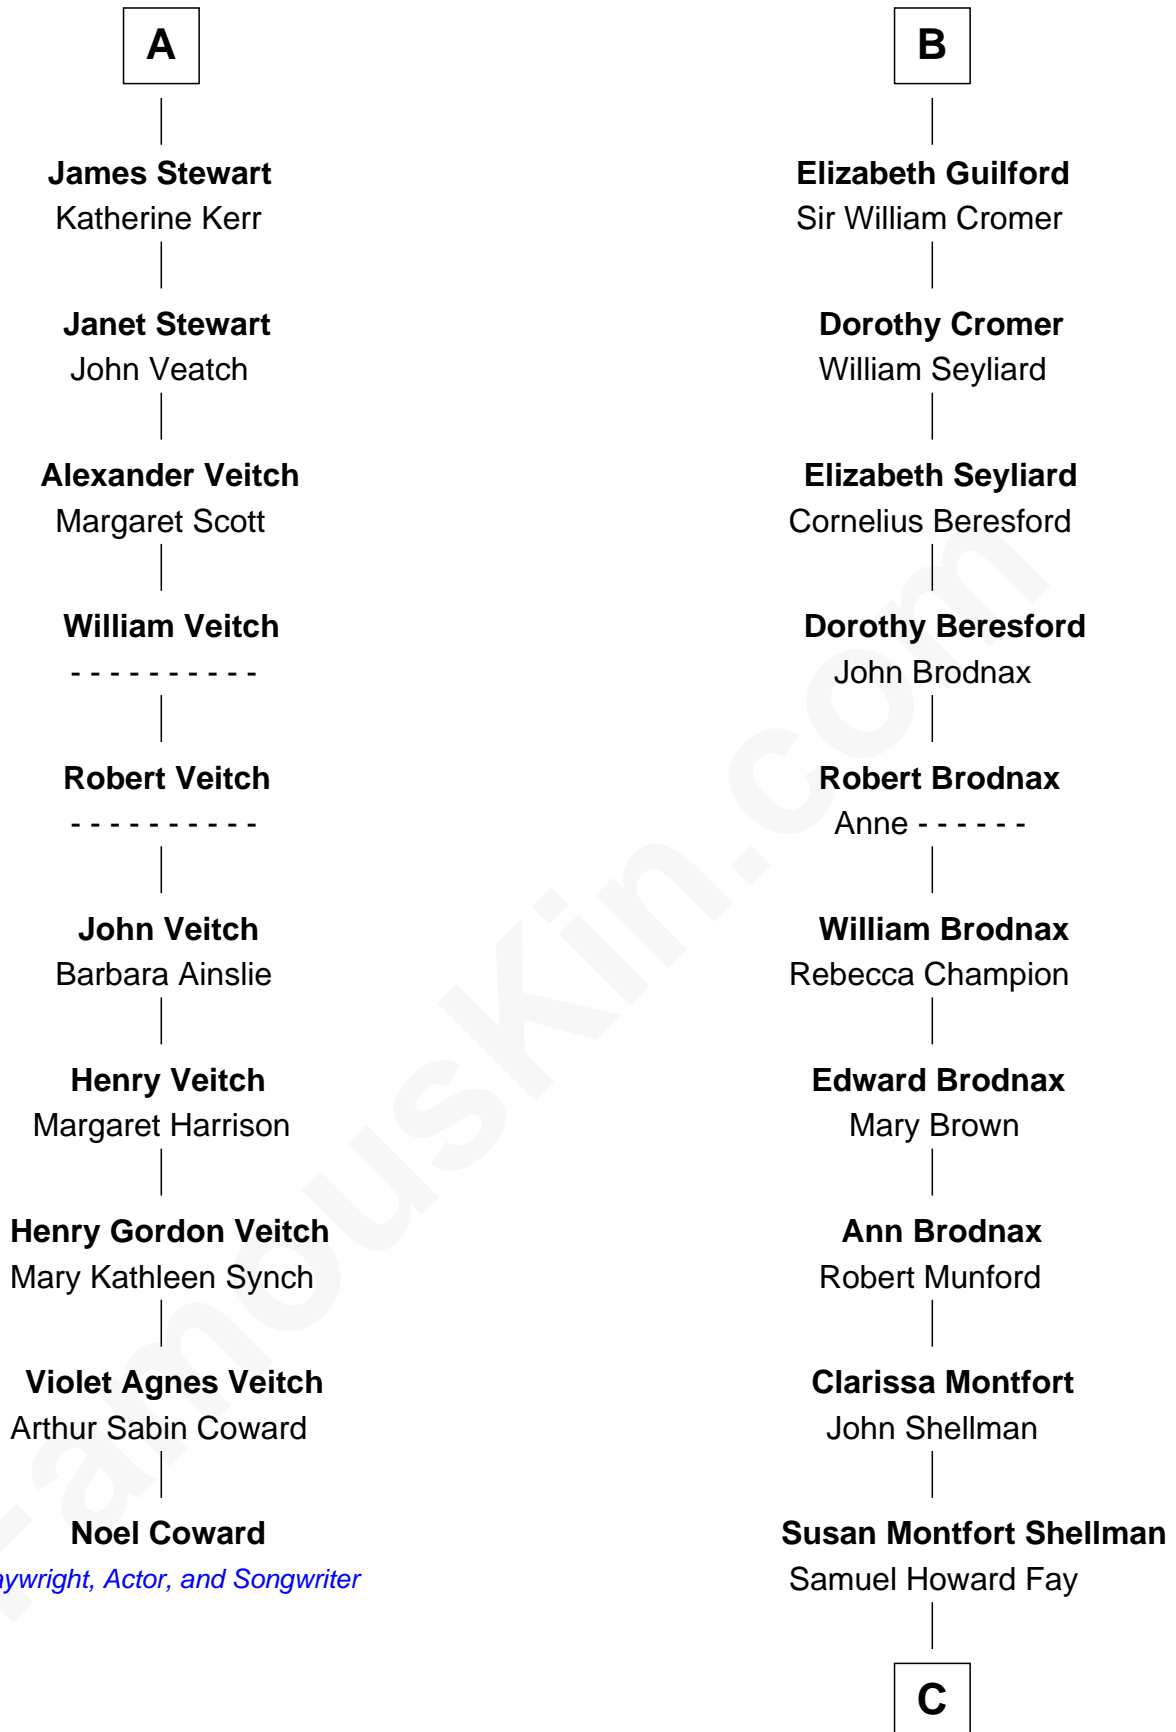 A
James Stewart
Katherine Kerr
Janet Stewart
John Veatch
Alexander Veitch
Margaret Scott
William Veitch
- - - - - - - - - -
Robert Veitch
- - - - - - - - - -
John Veitch
Barbara Ainslie
Henry Veitch
Margaret Harrison
Henry Gordon Veitch
Mary Kathleen Synch
Violet Agnes Veitch
Arthur Sabin Coward
Noel Coward
aywright, Actor, and Songwriter
B
Elizabeth Guilford
Sir William Cromer
Dorothy Cromer
William Seyliard
Elizabeth Seyliard
Cornelius Beresford
Dorothy Beresford
John Brodnax
Robert Brodnax
Anne - - - - - -
William Brodnax
Rebecca Champion
Edward Brodnax
Mary Brown
Ann Brodnax
Robert Munford
Clarissa Montfort
John Shellman
Susan Montfort Shellman
Samuel Howard Fay
C
FamousKin.com